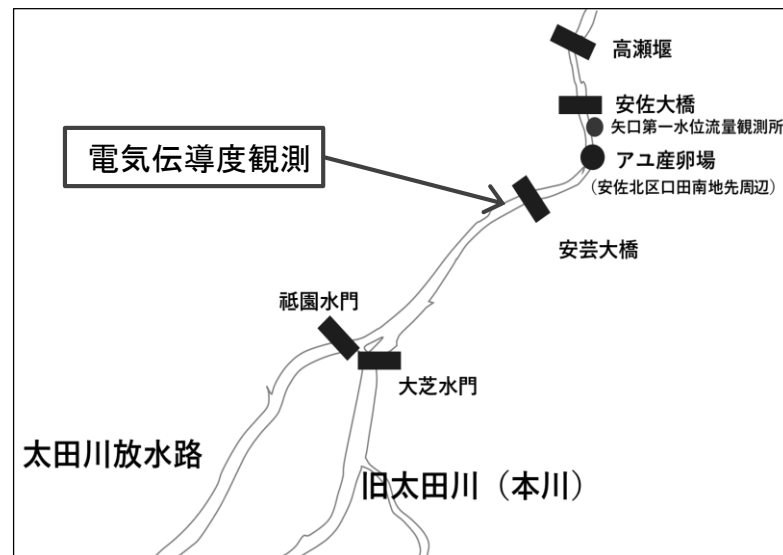 高瀬堰
安佐大橋
矢口第一水位流量観測所
アユ産卵場
(安佐北区口田南地先周辺)
電気伝導度観測
安芸大橋
祗園水門
大芝水門
太田川放水路
旧太田川(本川)